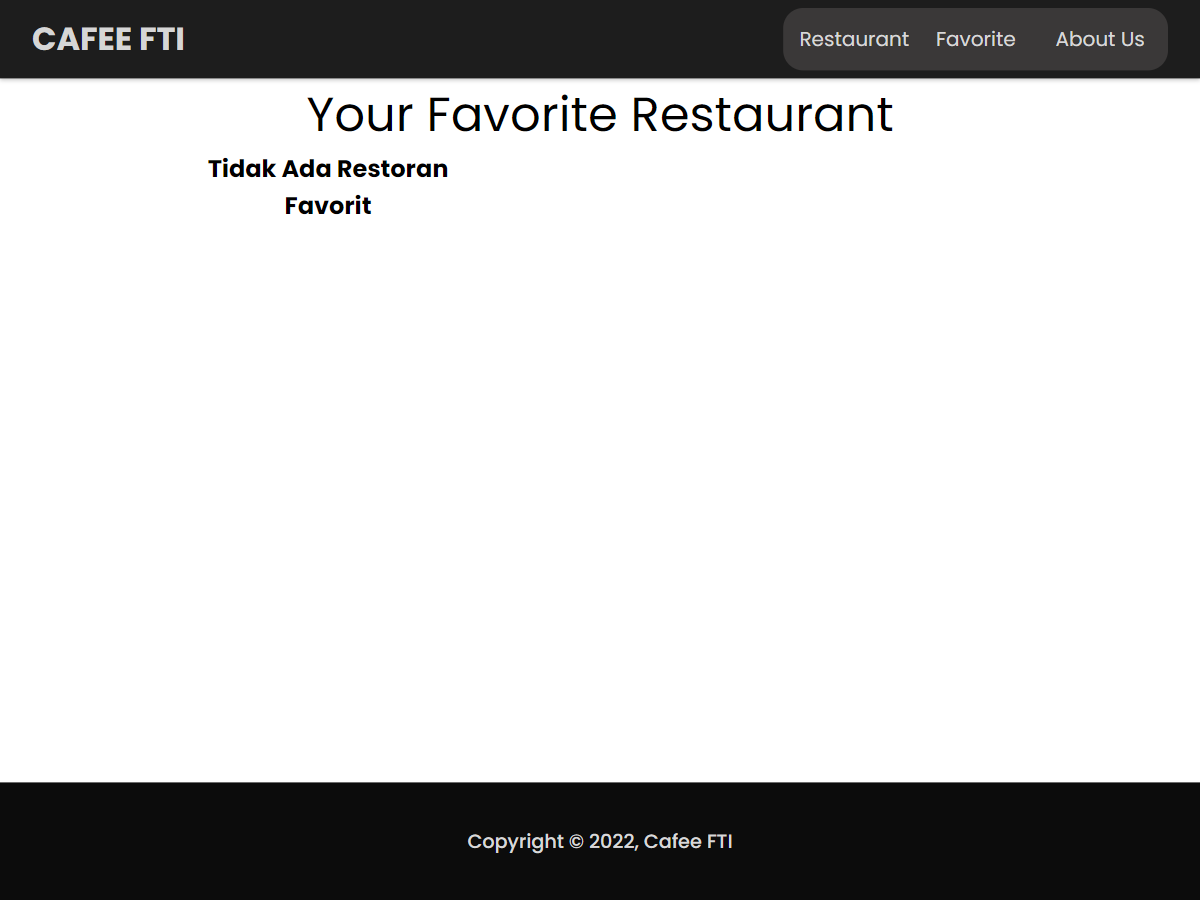 CAFEE FTI
Restaurant Favorite About Us
Your Favorite Restaurant
Tidak Ada Restoran
Favorit
Copyright © 2022, Cafee FTI